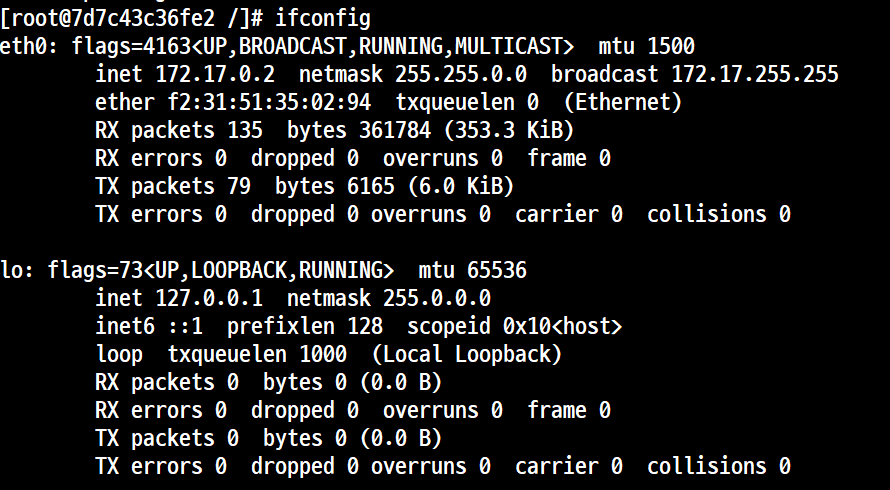 [root@7d7c43c36fe2 /]# ifconfig
eth0: flags=4163<UP,BROADCAST,RUNNING,MULTICAST>  mtu 1500
        inet 172.17.0.2  netmask 255.255.0.0  broadcast 172.17.255.255
        ether f2:31:51:35:02:94  txqueuelen 0  (Ethernet)
        RX packets 135  bytes 361784 (353.3 KiB)
        RX errors 0  dropped 0  overruns 0  frame 0
        TX packets 79  bytes 6165 (6.0 KiB)
        TX errors 0  dropped 0 overruns 0  carrier 0  collisions 0

lo: flags=73<UP,LOOPBACK,RUNNING>  mtu 65536
        inet 127.0.0.1  netmask 255.0.0.0
        inet6 ::1  prefixlen 128  scopeid 0x10<host>
        loop  txqueuelen 1000  (Local Loopback)
        RX packets 0  bytes 0 (0.0 B)
        RX errors 0  dropped 0  overruns 0  frame 0
        TX packets 0  bytes 0 (0.0 B)
        TX errors 0  dropped 0 overruns 0  carrier 0  collisions 0